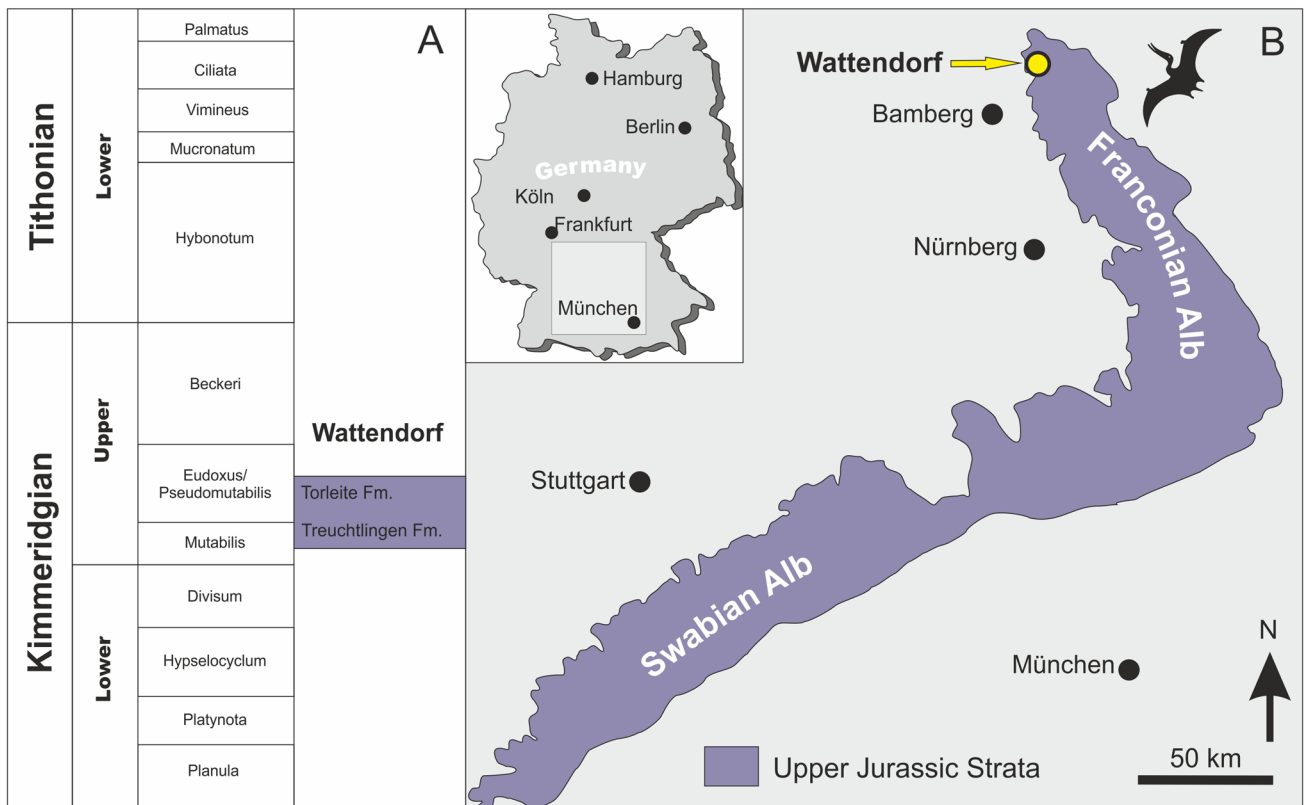 A
Tithonian
Lower
Palmatus
Ciliata
Vimineus
Mucronatum
Hybonotum
Kimmeridgian
Upper
Beckeri
Eudoxus/
Pseudomutabilis
Mutabilis
Lower
Divisum
Hypselocyclum
Platynota
Planula
Wattendorf
Torleite Fm.
Treuchtlingen Fm.
Hamburg
Berlin
Germany
Köln
Frankfurt
München
B
Wattendorf
Bamberg
Franconian Alb
Nürnberg
Stuttgart
Swabian Alb
München
N
50 km
Upper Jurassic Strata